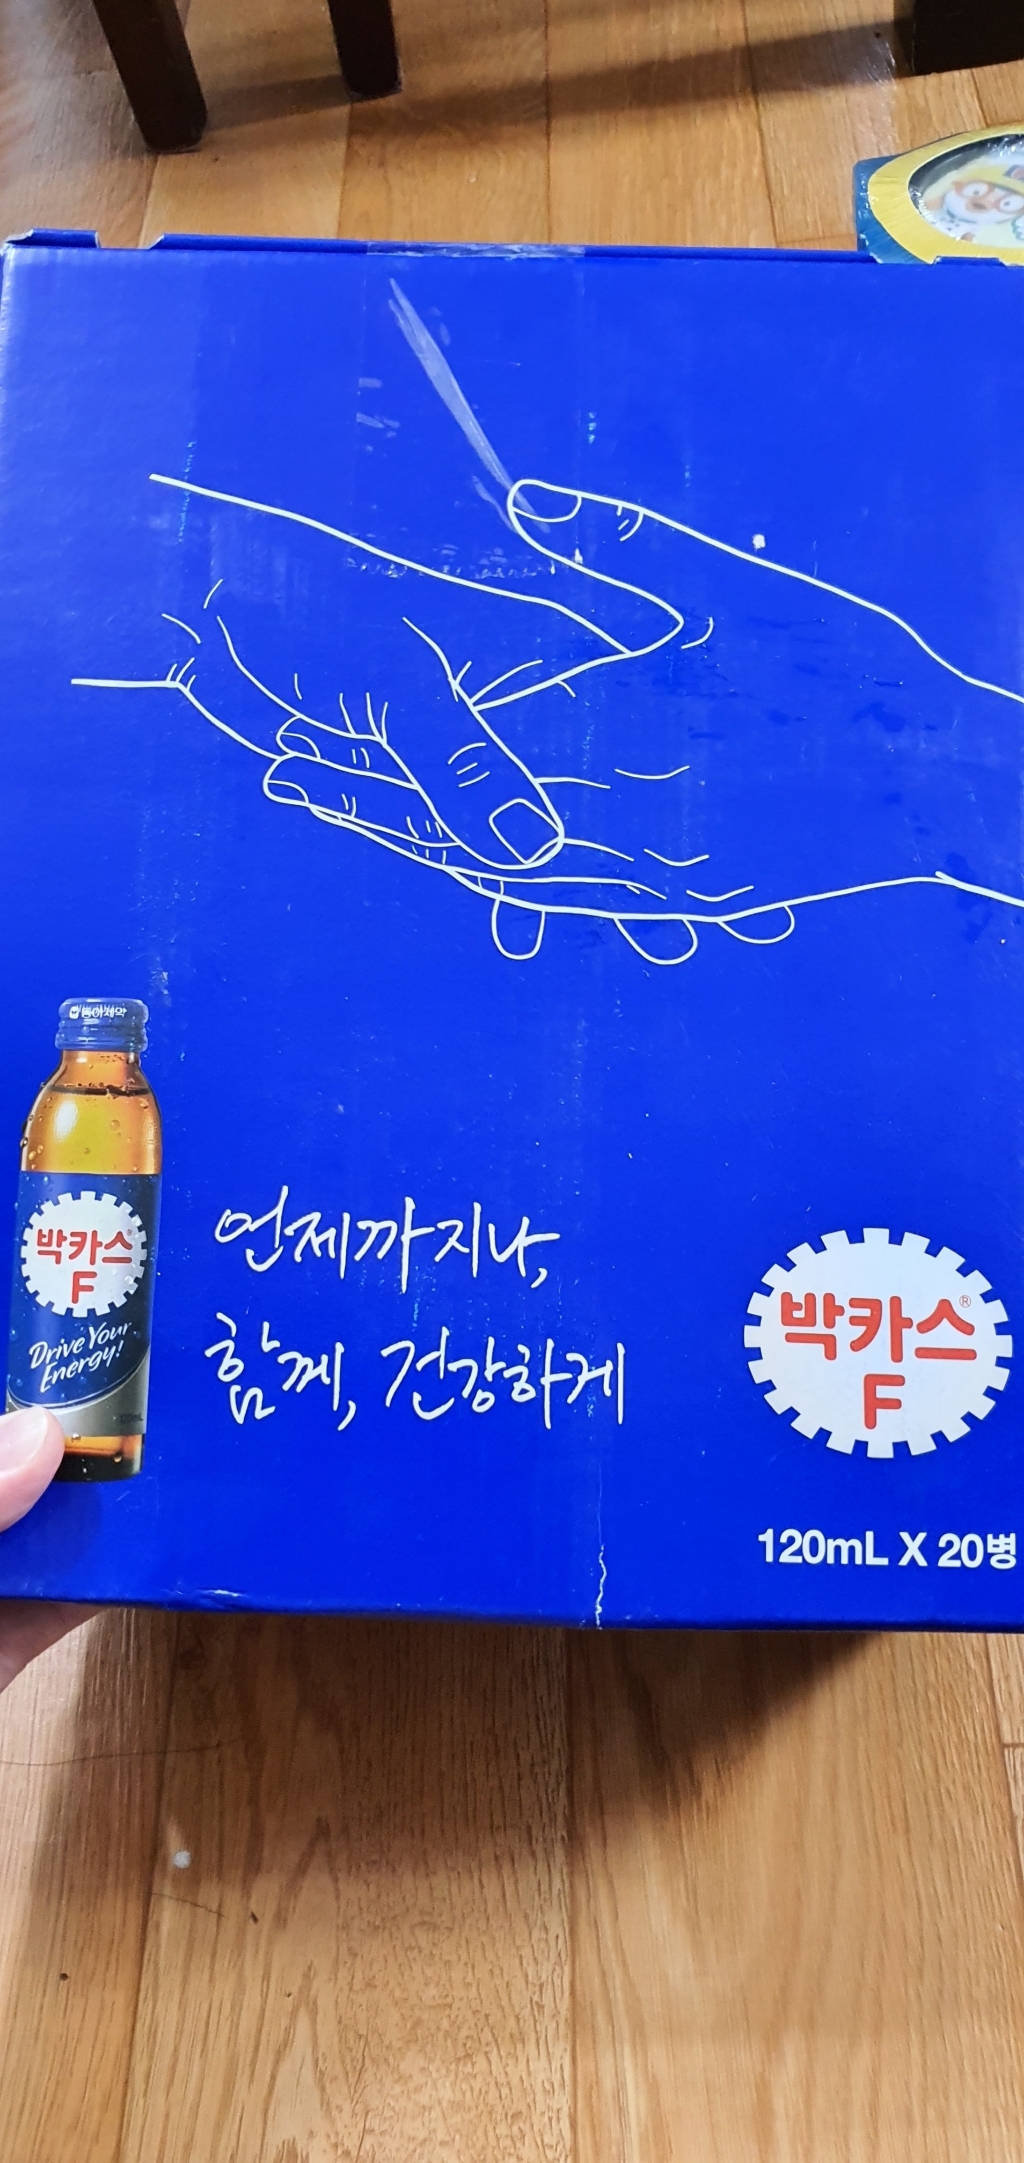 동아제약
박카스
F
Drive Your
Energy!
언제까지나,
함께, 건강하게
박카스®
F
120mL X 20병